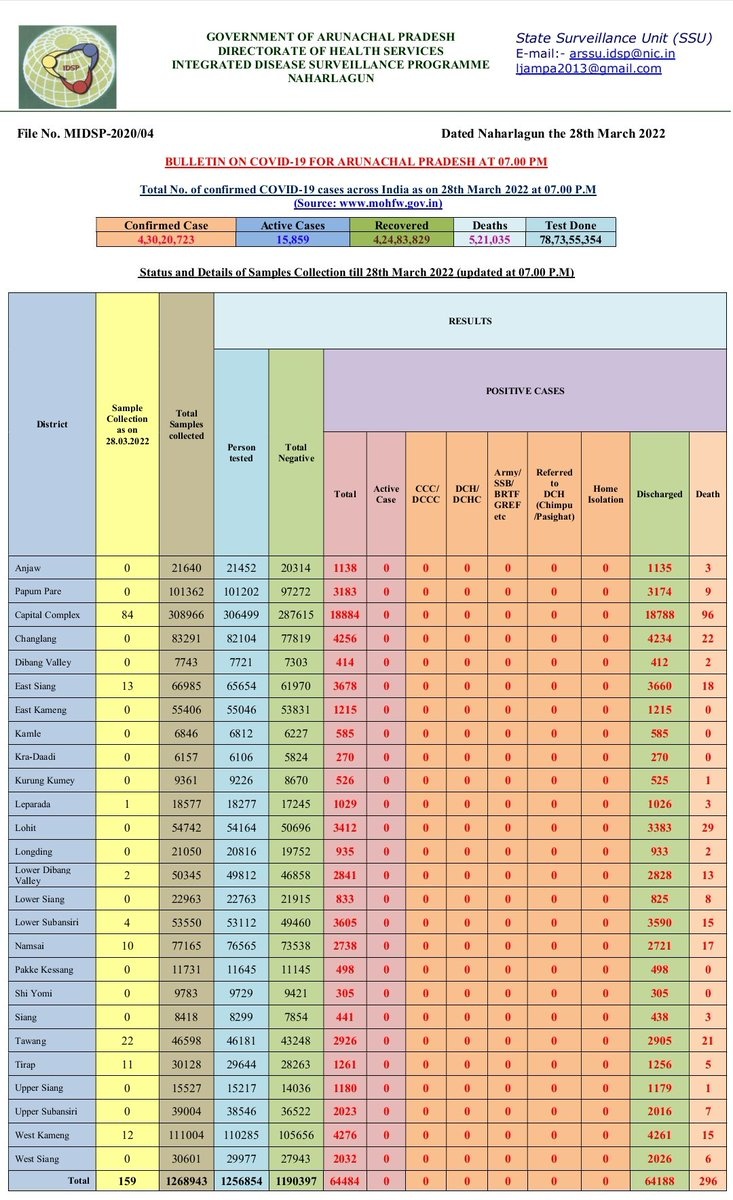 IDSP
GOVERNMENT OF ARUNACHAL PRADESH
DIRECTORATE OF HEALTH SERVICES
INTEGRATED DISEASE SURVEILLANCE PROGRAMME
NAHARLAGUN
State Surveillance Unit (SSU)
E-mail:- arssu.idsp@nic.in
ljampa2013@gmail.com
File No. MIDSP-2020/04 Dated Naharlagun the 28th March 2022
BULLETIN ON COVID-19 FOR ARUNACHAL PRADESH AT 07.00 PM
Total No. of confirmed COVID-19 cases across India as on 28th March 2022 at 07.00 P.M
(Source: www.mohfw.gov.in)
Confirmed Case Active Cases Recovered Deaths Test Done
4,30,20,723 15,859 4,24,83,829 5,21,035 78,73,55,354
Status and Details of Samples Collection till 28th March 2022 (updated at 07.00 P.M)
District
Sample
Collection
as on
28.03.2022
Total
Samples
collected
RESULTS
Person
tested
Total
Negative
POSITIVE CASES
Total
Active
Case
CCC/
DCCC
DCH/
DCHC
Army/
SSB/
BRTF
GREF
etc
Referred
to
DCH
(Chimpu
/Pasighat)
Home
Isolation
Discharged
Death
Anjaw 0 21640 21452 20314 1138 0 0 0 0 0 0 1135 3
Papum Pare 0 101362 101202 97272 3183 0 0 0 0 0 0 3174 9
Capital Complex 84 308966 306499 287615 18884 0 0 0 0 0 0 18788 96
Changlang 0 83291 82104 77819 4256 0 0 0 0 0 0 4234 22
Dibang Valley 0 7743 7721 7303 414 0 0 0 0 0 0 412 2
East Siang 13 66985 65654 61970 3678 0 0 0 0 0 0 3660 18
East Kameng 0 55406 55046 53831 1215 0 0 0 0 0 0 1215 0
Kamle 0 6846 6812 6227 585 0 0 0 0 0 0 585 0
Kra-Daadi 0 6157 6106 5824 270 0 0 0 0 0 0 270 0
Kurung Kumey 0 9361 9226 8670 526 0 0 0 0 0 0 525 1
Leparada 1 18577 18277 17245 1029 0 0 0 0 0 0 1026 3
Lohit 0 54742 54164 50696 3412 0 0 0 0 0 0 3383 29
Longding 0 21050 20816 19752 935 0 0 0 0 0 0 933 2
Lower Dibang
Valley 2 50345 49812 46858 2841 0 0 0 0 0 0 2828 13
Lower Siang 0 22963 22763 21915 833 0 0 0 0 0 0 825 8
Lower Subansiri 4 53550 53112 49460 3605 0 0 0 0 0 0 3590 15
Namsai 10 77165 76565 73538 2738 0 0 0 0 0 0 2721 17
Pakke Kessang 0 11731 11645 11145 498 0 0 0 0 0 0 498 0
Shi Yomi 0 9783 9729 9421 305 0 0 0 0 0 0 305 0
Siang 0 8418 8299 7854 441 0 0 0 0 0 0 438 3
Tawang 22 46598 46181 43248 2926 0 0 0 0 0 0 2905 21
Tirap 11 30128 29644 28263 1261 0 0 0 0 0 0 1256 5
Upper Siang 0 15527 15217 14036 1180 0 0 0 0 0 0 1179 1
Upper Subansiri 0 39004 38546 36522 2023 0 0 0 0 0 0 2016 7
West Kameng 12 111004 110285 105656 4276 0 0 0 0 0 0 4261 15
West Siang 0 30601 29977 27943 2032 0 0 0 0 0 0 2026 6
Total 159 1268943 1256854 1190397 64484 0 0 0 0 0 0 64188 296